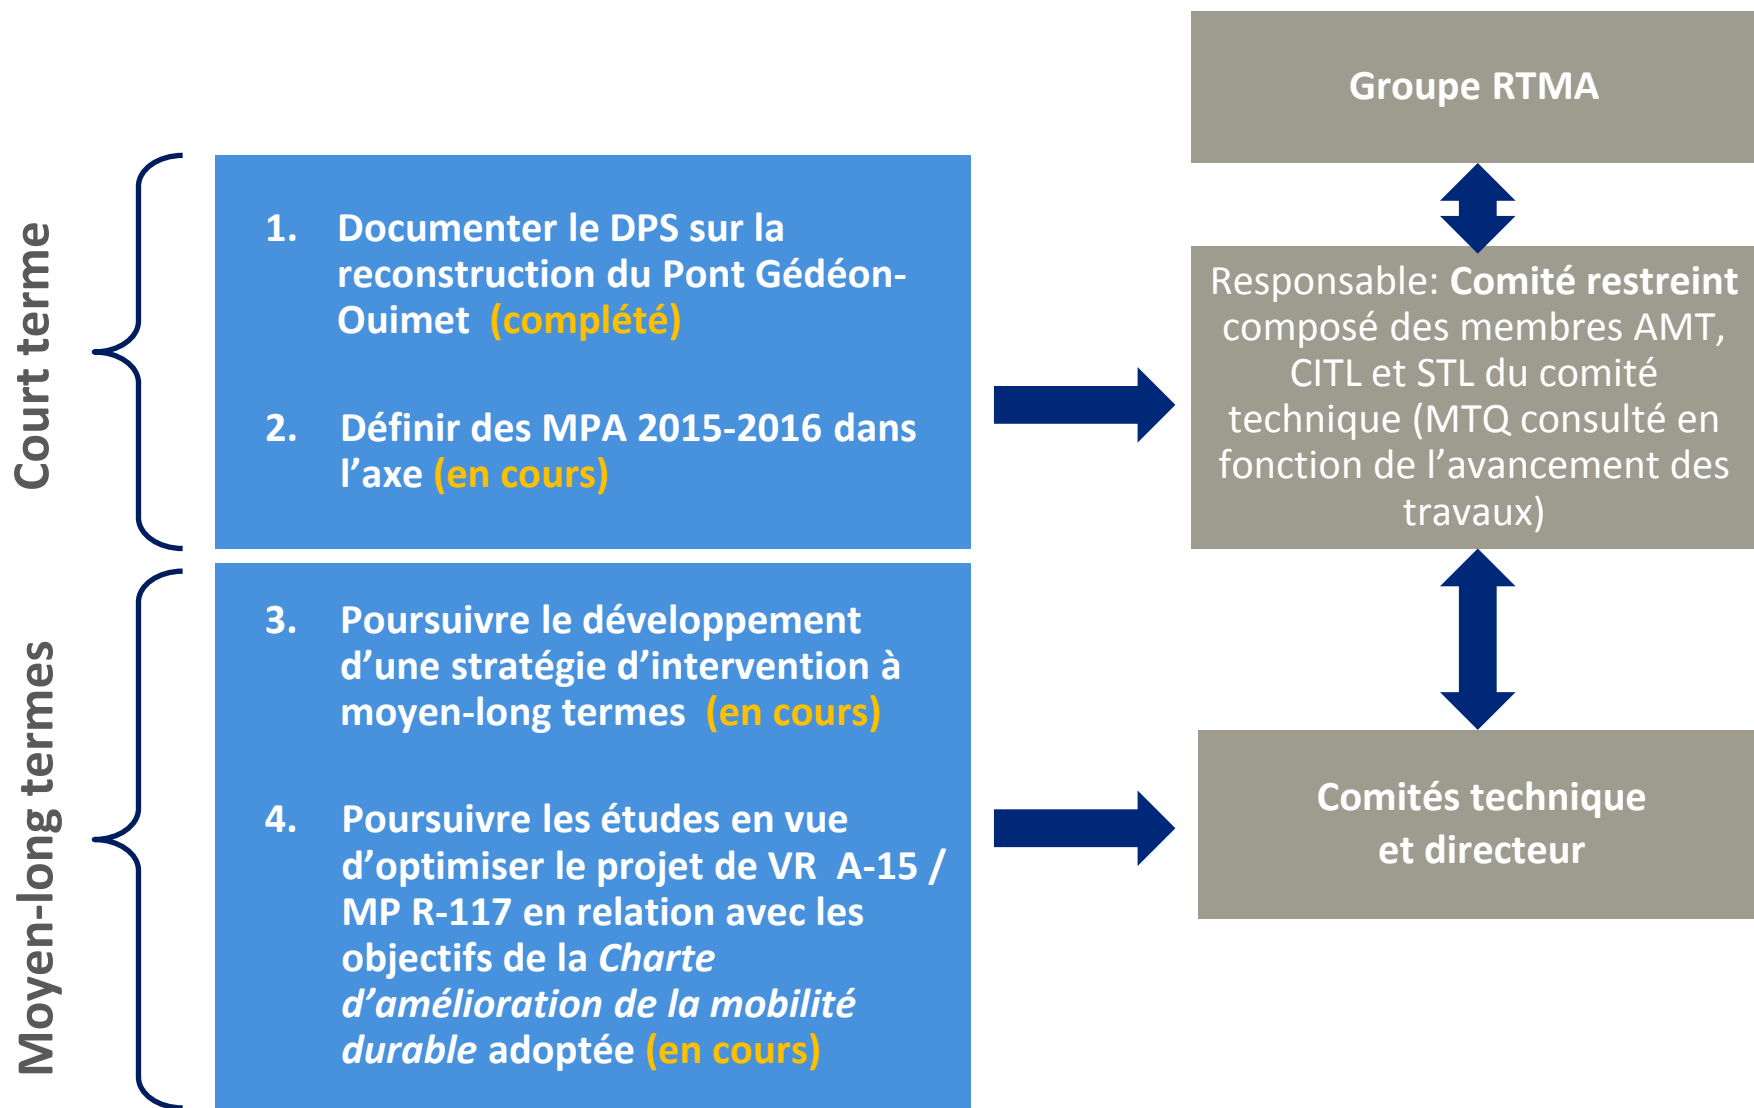 Court terme
1. Documenter le DPS sur la
reconstruction du Pont Gédéon-
Ouimet (complété)
2. Définir des MPA 2015-2016 dans
l’axe (en cours)
Moyen-long termes
3. Poursuivre le développement
d’une stratégie d’intervention à
moyen-long termes (en cours)
4. Poursuivre les études en vue
d’optimiser le projet de VR A-15 /
MP R-117 en relation avec les
objectifs de la Charte
d’amélioration de la mobilité
durable adoptée (en cours)
Groupe RTMA
Responsable: Comité restreint
composé des membres AMT,
CITL et STL du comité
technique (MTQ consulté en
fonction de l’avancement des
travaux)
Comités technique
et directeur